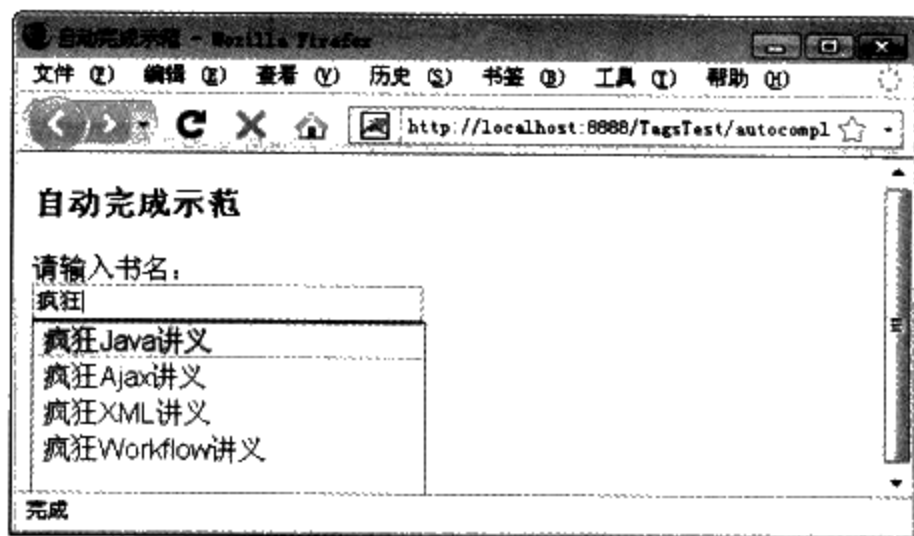 自动完成示范 - Mozilla Firefox
文件 (F) 编辑 (E) 查看 (V) 历史 (S) 书签 (B) 工具 (T) 帮助 (H)
http://localhost:8888/TagsTest/autocompl
自动完成示范
请输入书名：
疯狂
疯狂Java讲义
疯狂Ajax讲义
疯狂XML讲义
疯狂Workflow讲义
完成